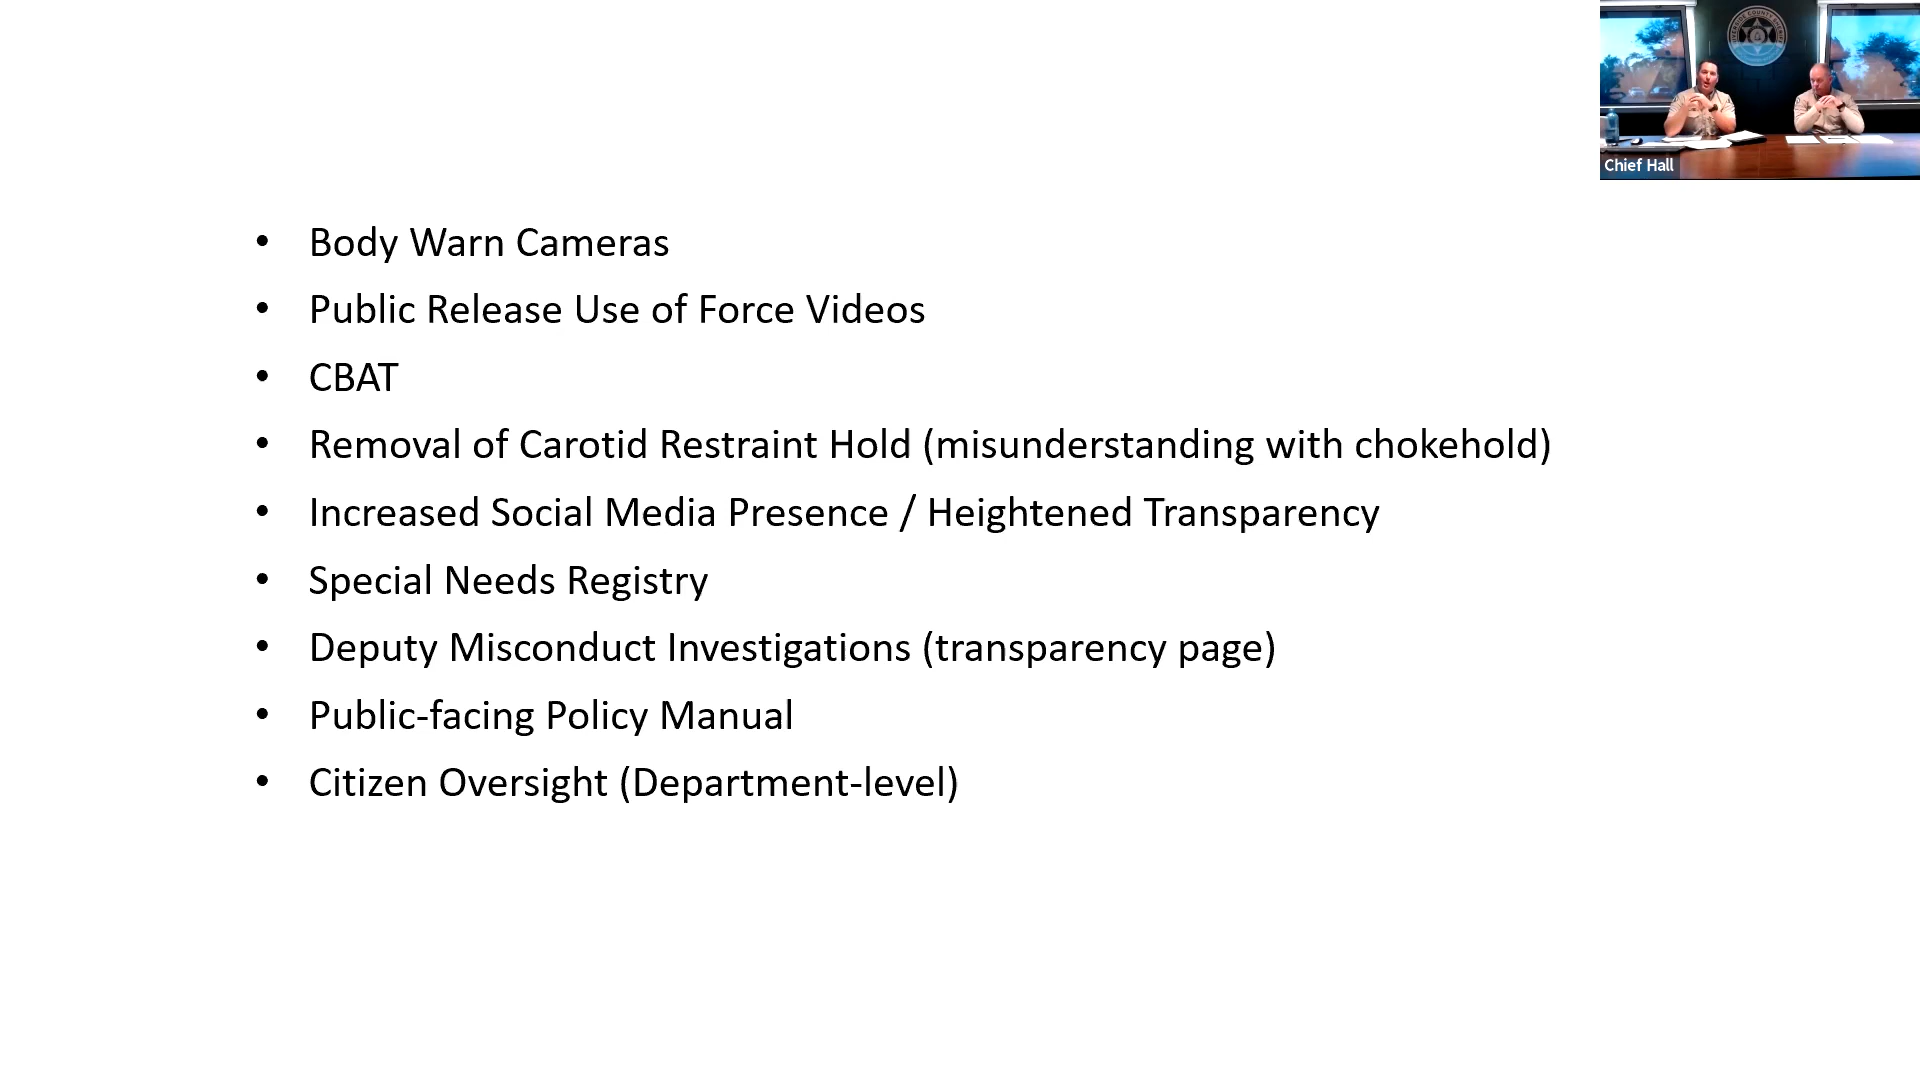 Chief Hall
• Body Warn Cameras
• Public Release Use of Force Videos
• CBAT
• Removal of Carotid Restraint Hold (misunderstanding with chokehold)
• Increased Social Media Presence / Heightened Transparency
• Special Needs Registry
• Deputy Misconduct Investigations (transparency page)
• Public-facing Policy Manual
• Citizen Oversight (Department-level)